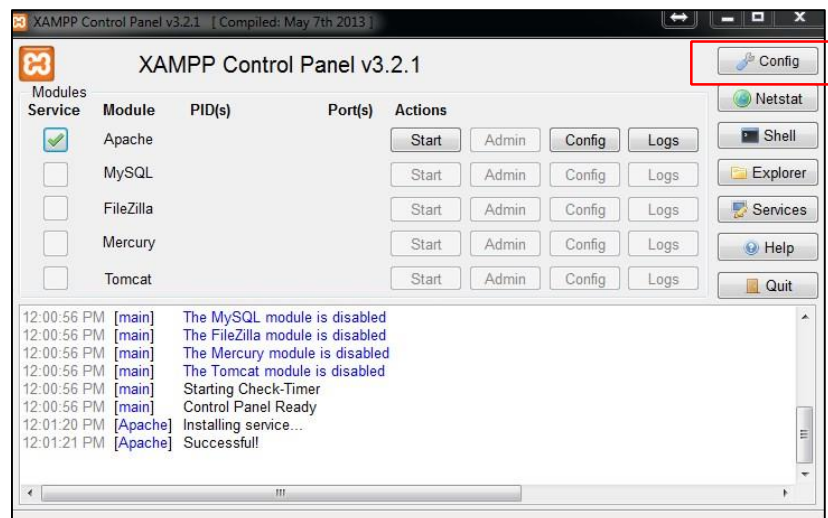 XAMPP Control Panel v3.2.1 [ Compiled: May 7th 2013 ]
XAMPP Control Panel v3.2.1
Config
Modules
Service Module PID(s) Port(s) Actions
Netstat
Apache Start Admin Config Logs
Shell
MySQL Start Admin Config Logs
Explorer
FileZilla Start Admin Config Logs
Services
Mercury Start Admin Config Logs
Help
Tomcat Start Admin Config Logs
Quit
12:00:56 PM [main] The MySQL module is disabled
12:00:56 PM [main] The FileZilla module is disabled
12:00:56 PM [main] The Mercury module is disabled
12:00:56 PM [main] The Tomcat module is disabled
12:00:56 PM [main] Starting Check-Timer
12:00:56 PM [main] Control Panel Ready
12:01:20 PM [Apache] Installing service...
12:01:21 PM [Apache] Successful!